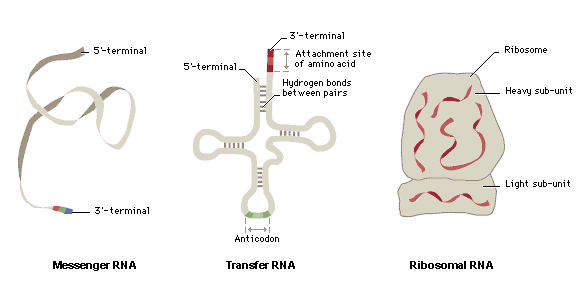 5'-terminal
3'-terminal
Messenger RNA
3'-terminal
Attachment site
of amino acid
5'-terminal
Hydrogen bonds
between pairs
Anticodon
Transfer RNA
Ribosome
Heavy sub-unit
Light sub-unit
Ribosomal RNA